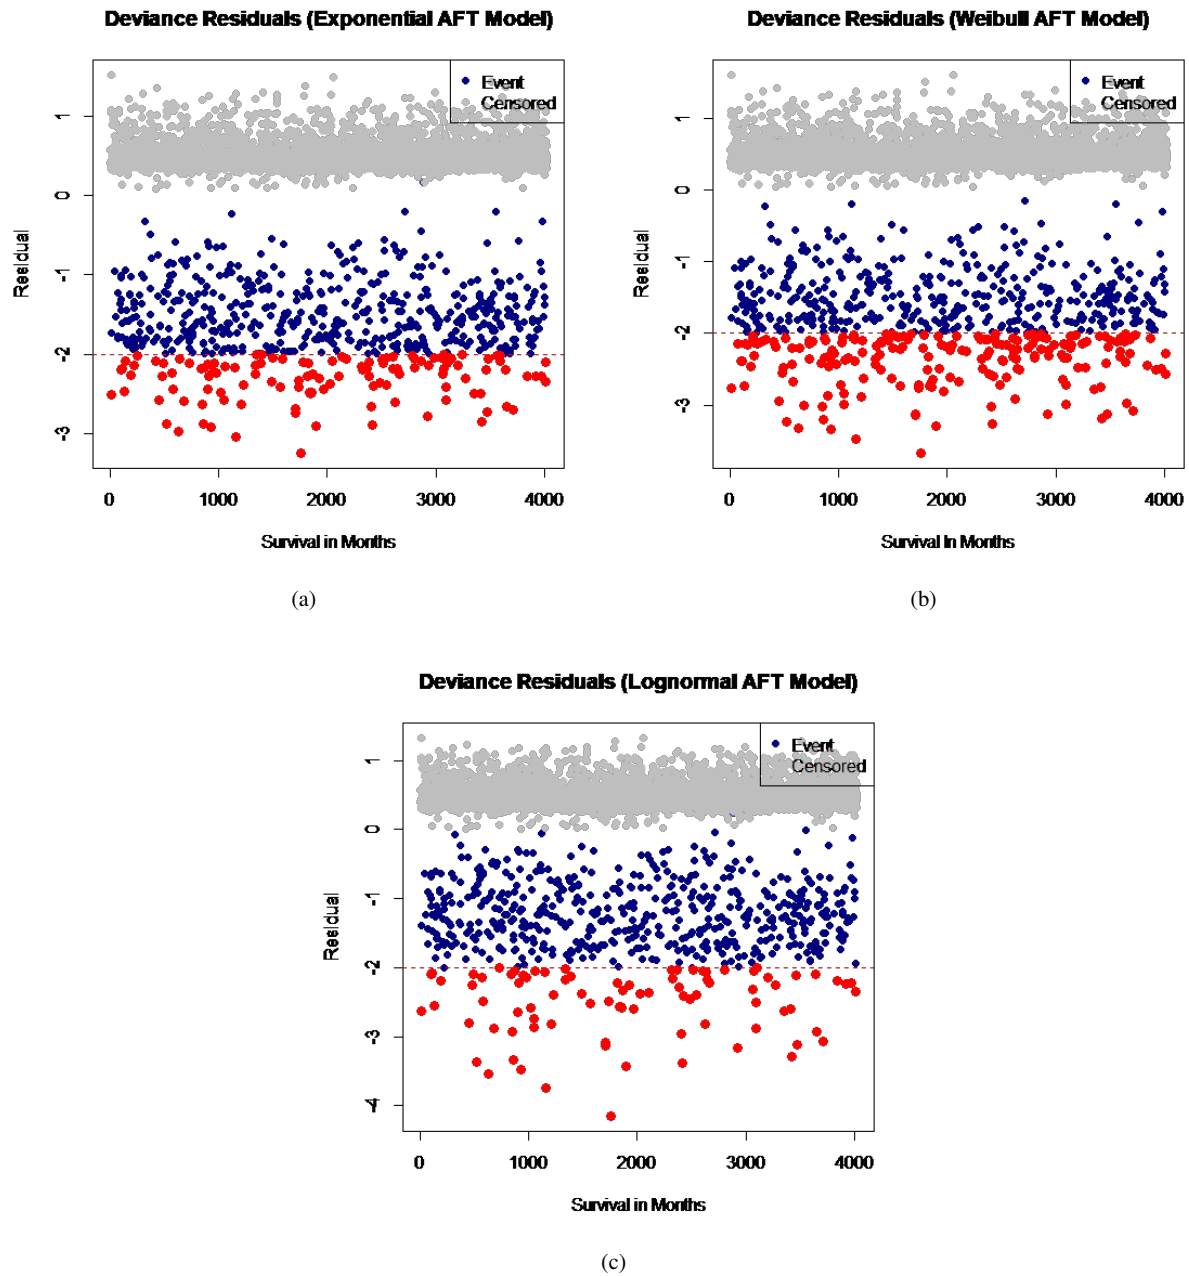 Deviance Residuals (Exponential AFT Model)
Event
Censored
1
0
-1
-2
-3
Residual
0 1000 2000 3000 4000
Survival in Months
(a)
Deviance Residuals (Weibull AFT Model)
Event
Censored
1
0
-1
-2
-3
Residual
0 1000 2000 3000 4000
Survival in Months
(b)
Deviance Residuals (Lognormal AFT Model)
Event
Censored
1
0
-1
-2
-3
-4
Residual
0 1000 2000 3000 4000
Survival in Months
(c)